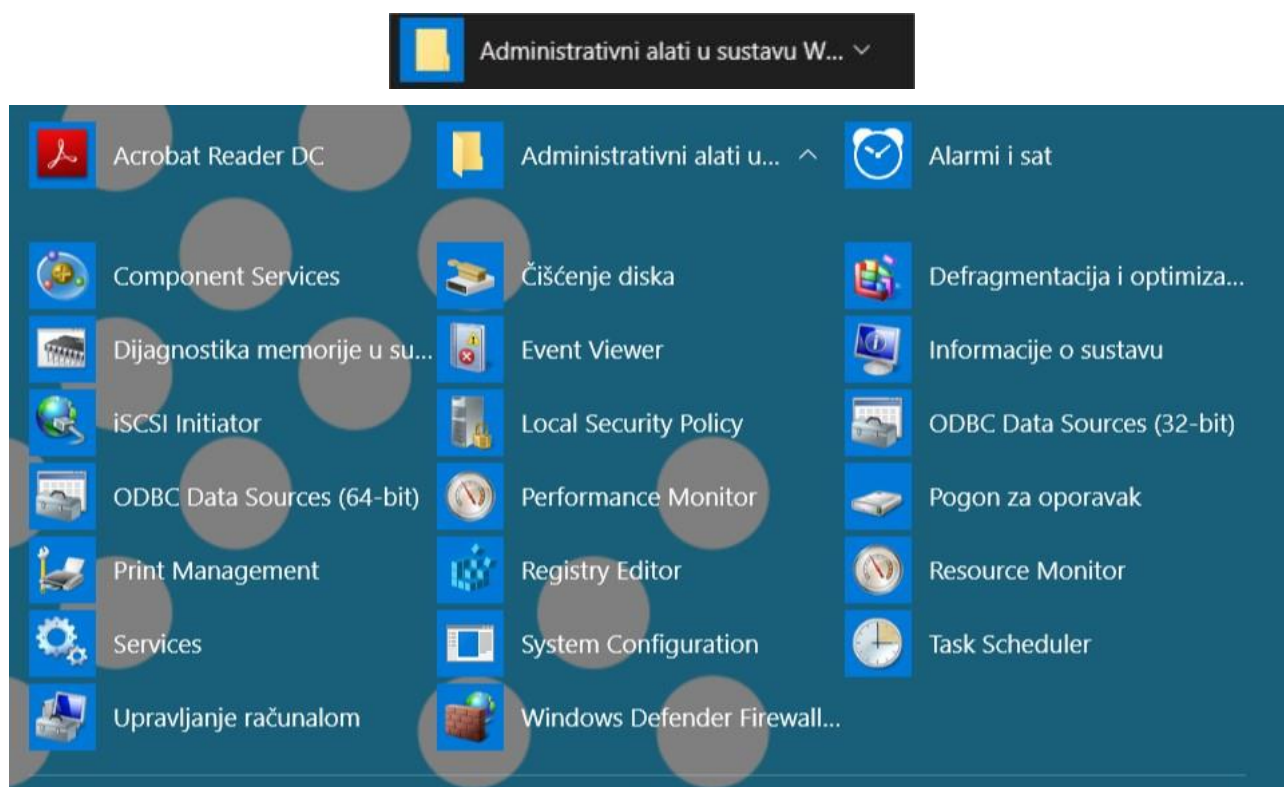 Administrativni alati u sustavu W...
Acrobat Reader DC
Administrativni alati u...
Alarmi i sat
Component Services
Čišćenje diska
Defragmentacija i optimiza...
Dijagnostika memorije u su...
Event Viewer
Informacije o sustavu
iSCSI Initiator
Local Security Policy
ODBC Data Sources (32-bit)
ODBC Data Sources (64-bit)
Performance Monitor
Pogon za oporavak
Print Management
Registry Editor
Resource Monitor
Services
System Configuration
Task Scheduler
Upravljanje računalom
Windows Defender Firewall...